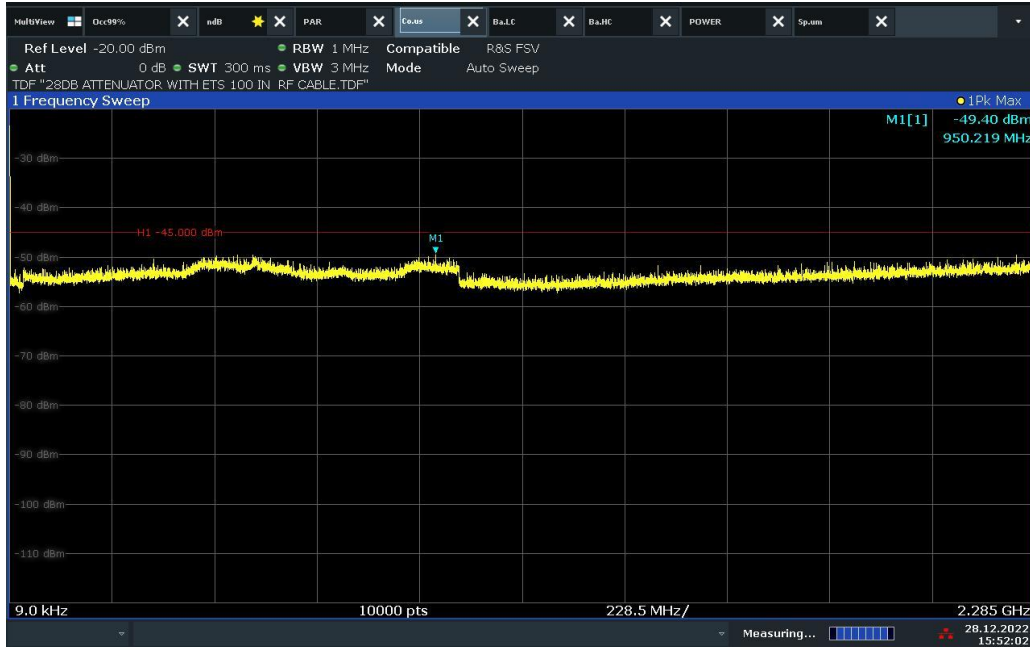 MultiView Occ99% ndB PAR Co.us Ba.LC Ba.HC POWER Sp.um
Ref Level -20.00 dBm RBW 1 MHz Compatible R&S FSV
Att 0 dB SWT 300 ms VBW 3 MHz Mode Auto Sweep
TDF "28DB ATTENUATOR WITH ETS 100 IN RF CABLE.TDF"
1 Frequency Sweep 1Pk Max
M1[1] -49.40 dBm
950.219 MHz
-30 dBm
-40 dBm
H1 -45.000 dBm
M1
-50 dBm
-60 dBm
-70 dBm
-80 dBm
-90 dBm
-100 dBm
-110 dBm
9.0 kHz 10000 pts 228.5 MHz/ 2.285 GHz
Measuring... 28.12.2022
15:52:02